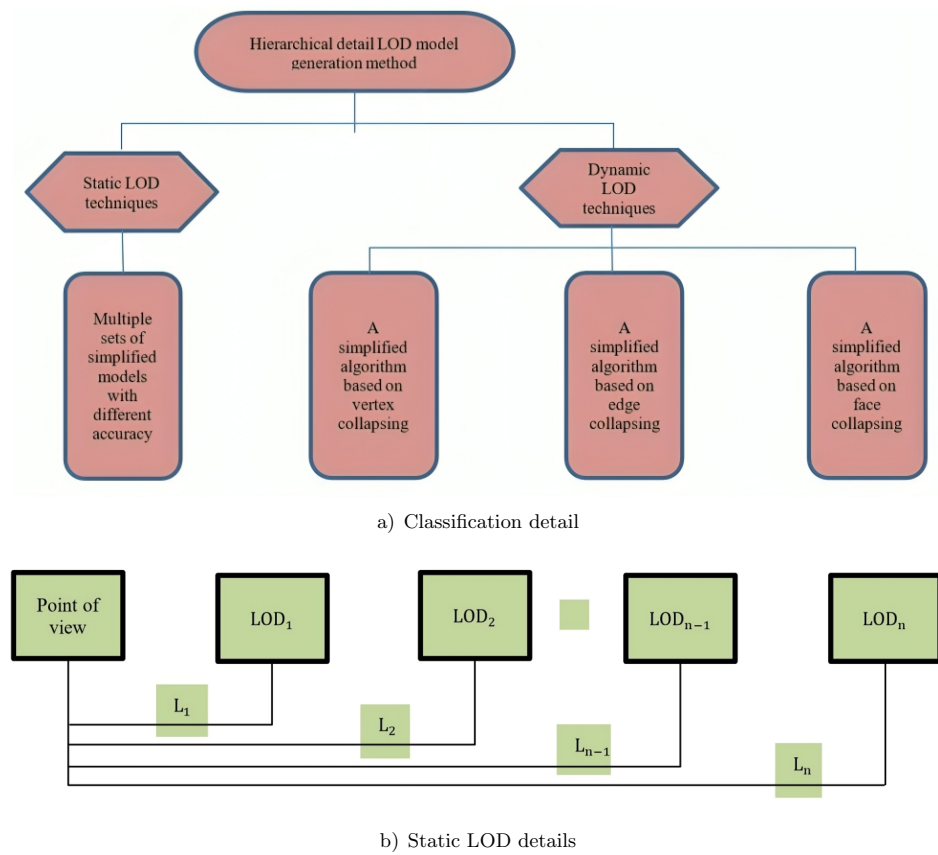 Hierarchical detail LOD model
generation method
Static LOD
techniques
Dynamic
LOD
techniques
Multiple
sets of
simplified
models
with
different
accuracy
A
simplified
algorithm
based on
vertex
collapsing
A
simplified
algorithm
based on
edge
collapsing
A
simplified
algorithm
based on
face
collapsing
a) Classification detail
Point of
view
LOD₁
LOD₂
LODₙ₋₁
LODₙ
L₁
L₂
Lₙ₋₁
Lₙ
b) Static LOD details